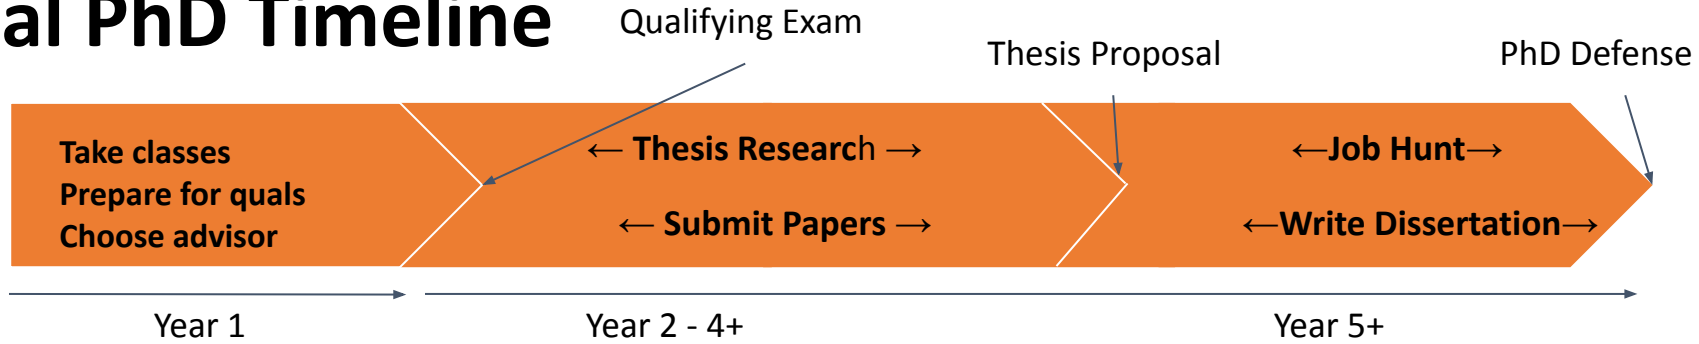 al PhD Timeline
Qualifying Exam
Thesis Proposal
PhD Defense
Take classes
Prepare for quals
Choose advisor
← Thesis Research →
← Submit Papers →
←Job Hunt→
←Write Dissertation→
Year 1
Year 2 - 4+
Year 5+